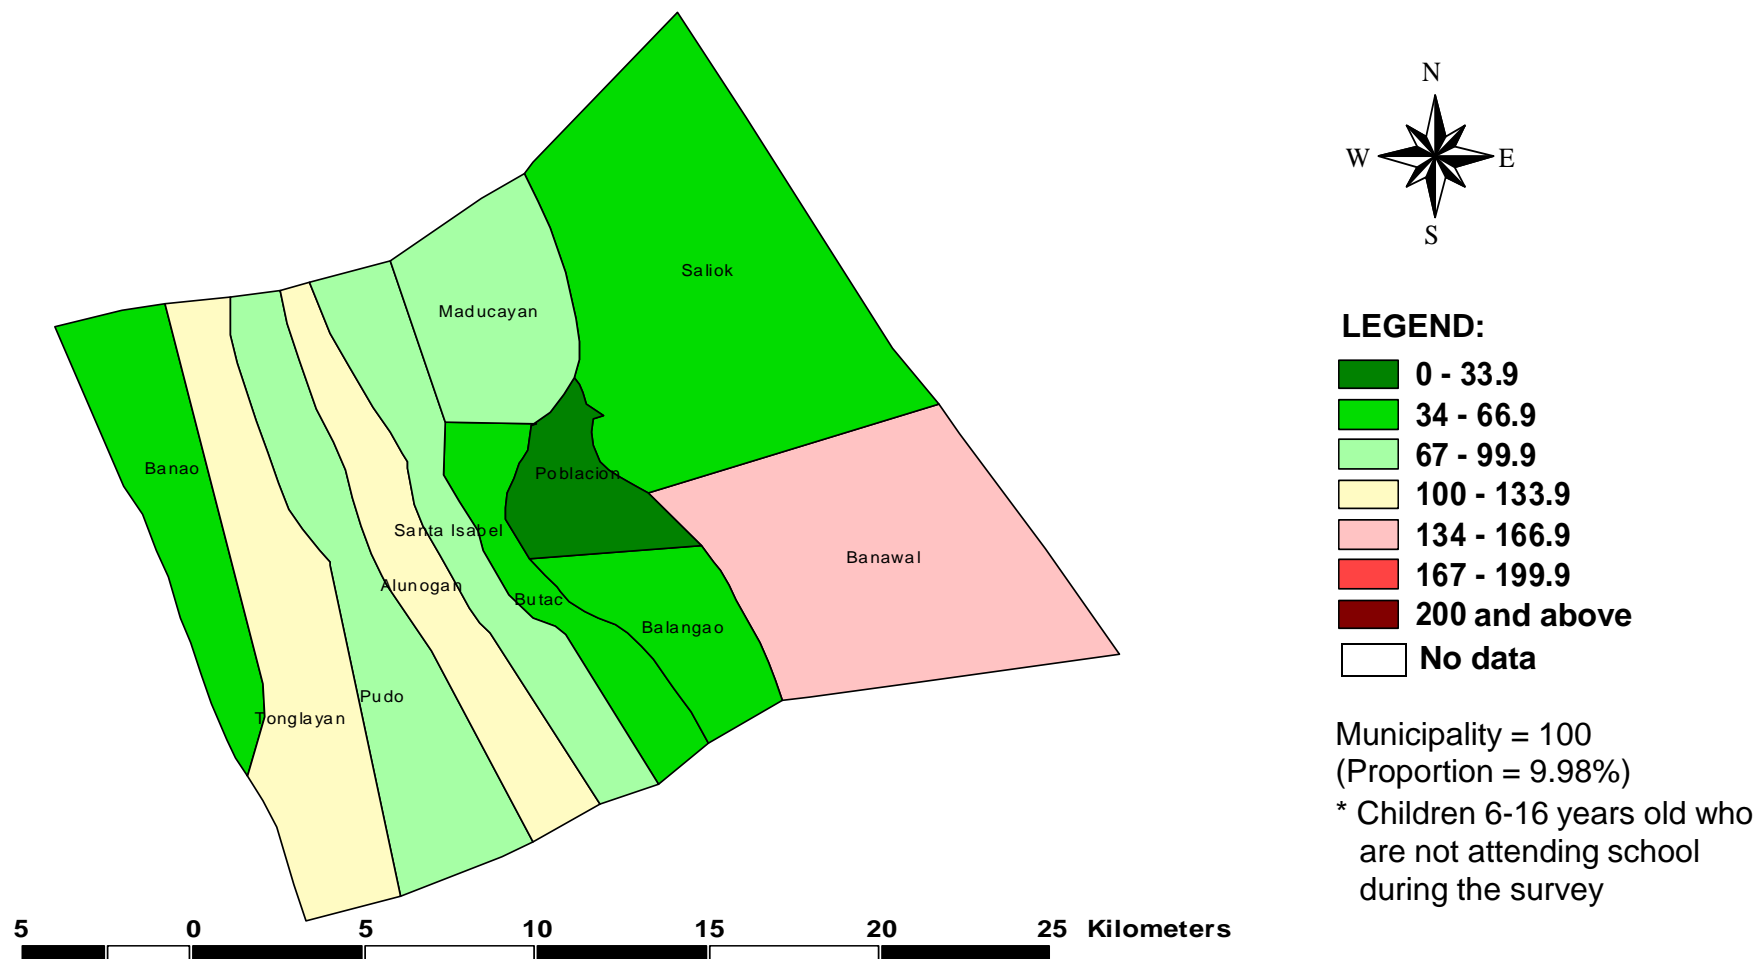 N
W E
S
Saliok
Maducayan
Banao
Poblacion
Santa Isabel
Banawal
Alunogan
Butac
Balangao
Pudo
Tonglayan
LEGEND:
0 - 33.9
34 - 66.9
67 - 99.9
100 - 133.9
134 - 166.9
167 - 199.9
200 and above
No data
Municipality = 100
(Proportion = 9.98%)
* Children 6-16 years old who
are not attending school
during the survey
5 0 5 10 15 20 25 Kilometers